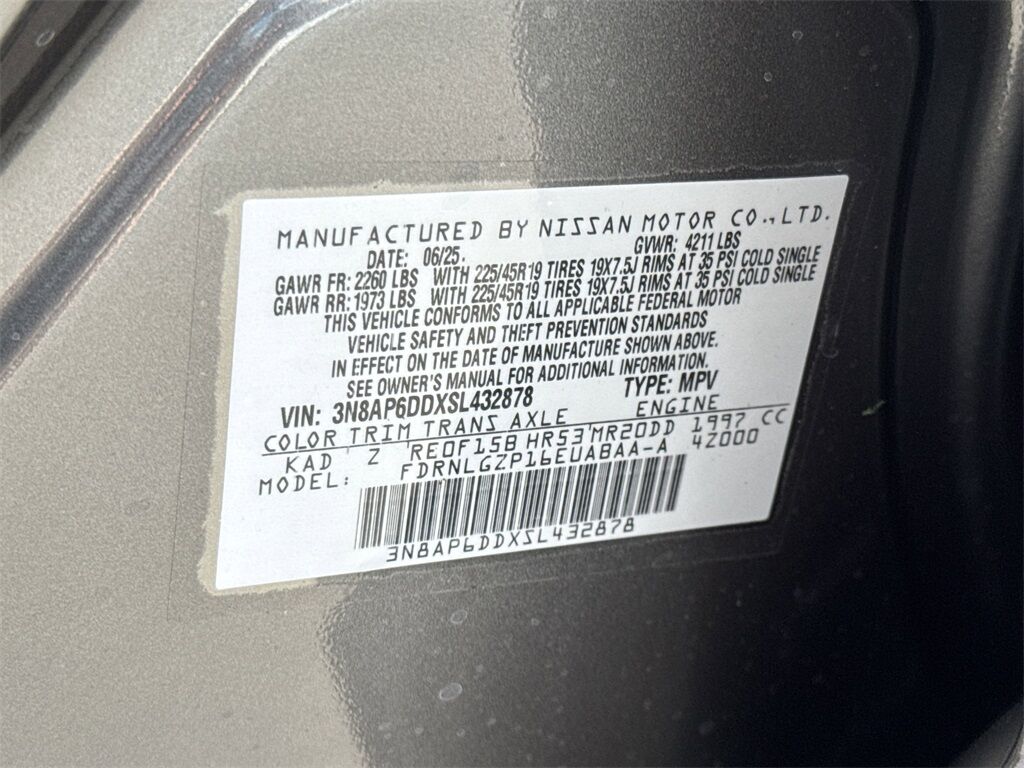 MANUFACTURED BY NISSAN MOTOR CO.,LTD.
DATE: 06/25. GVWR: 4211 LBS
GAWR FR: 2260 LBS WITH 225/45R19 TIRES 19X7.5J RIMS AT 35 PSI COLD SINGLE
GAWR RR: 1973 LBS WITH 225/45R19 TIRES 19X7.5J RIMS AT 35 PSI COLD SINGLE
THIS VEHICLE CONFORMS TO ALL APPLICABLE FEDERAL MOTOR
VEHICLE SAFETY AND THEFT PREVENTION STANDARDS
IN EFFECT ON THE DATE OF MANUFACTURE SHOWN ABOVE.
SEE OWNER'S MANUAL FOR ADDITIONAL INFORMATION.
VIN: 3N8AP6DDXSL432878 TYPE: MPV
COLOR TRIM TRANS AXLE ENGINE
KAD Z RE0F15B HR53 MR20DD 1997 CC
MODEL: FDRNLGZP16EUABAA-A 4Z000
3N8AP6DDXSL432878